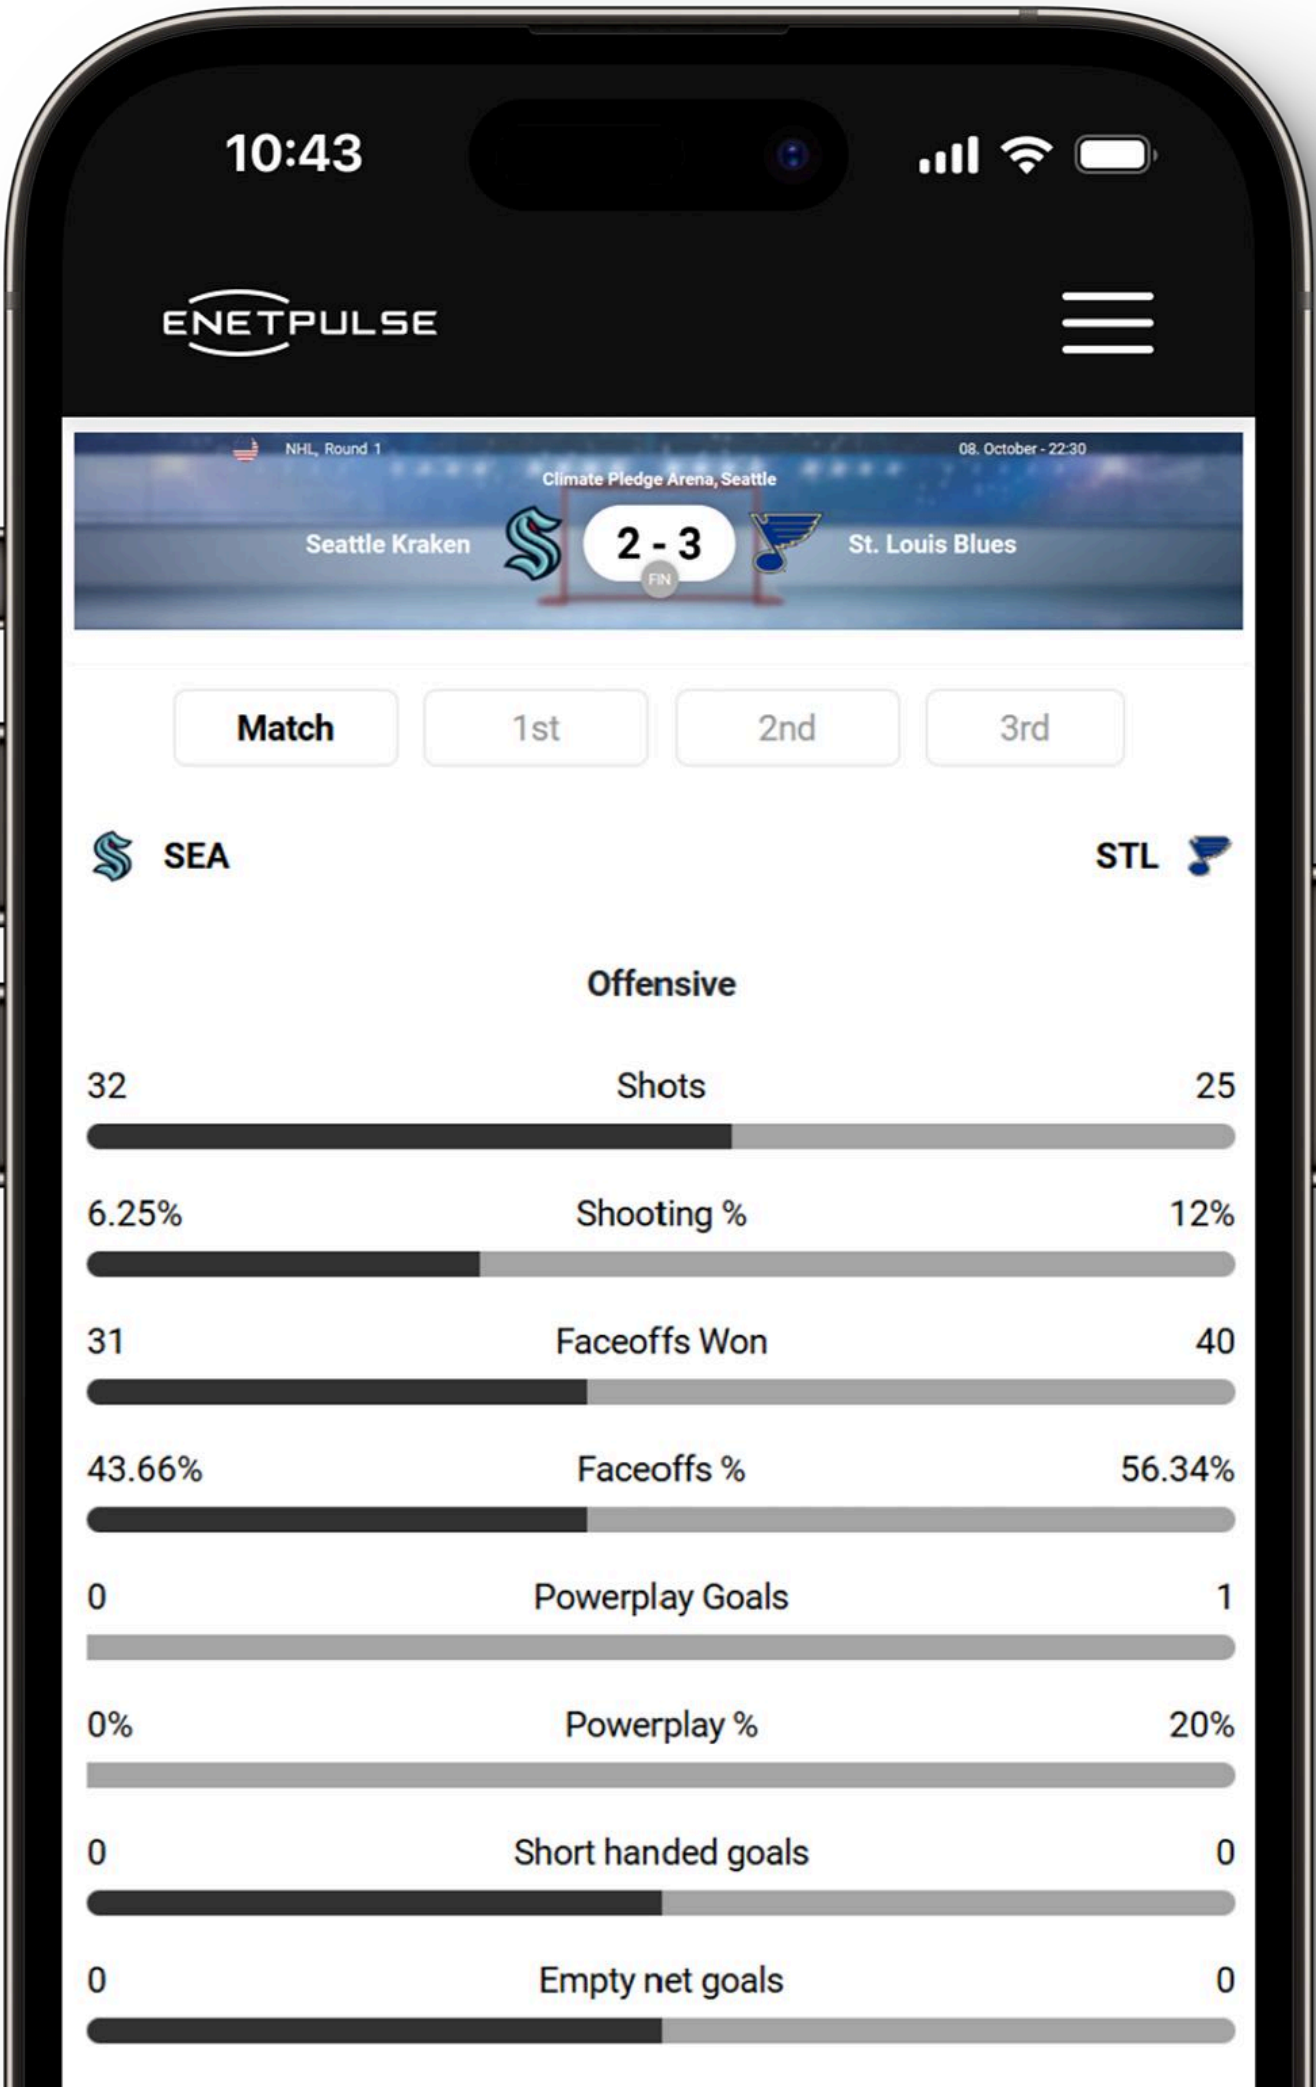 10:43
ENETPULSE
NHL, Round 1 08. October - 22:30
Climate Pledge Arena, Seattle
Seattle Kraken 2 - 3 St. Louis Blues
FIN
Match 1st 2nd 3rd
SEA STL
Offensive
32 Shots 25
6.25% Shooting % 12%
31 Faceoffs Won 40
43.66% Faceoffs % 56.34%
0 Powerplay Goals 1
0% Powerplay % 20%
0 Short handed goals 0
0 Empty net goals 0